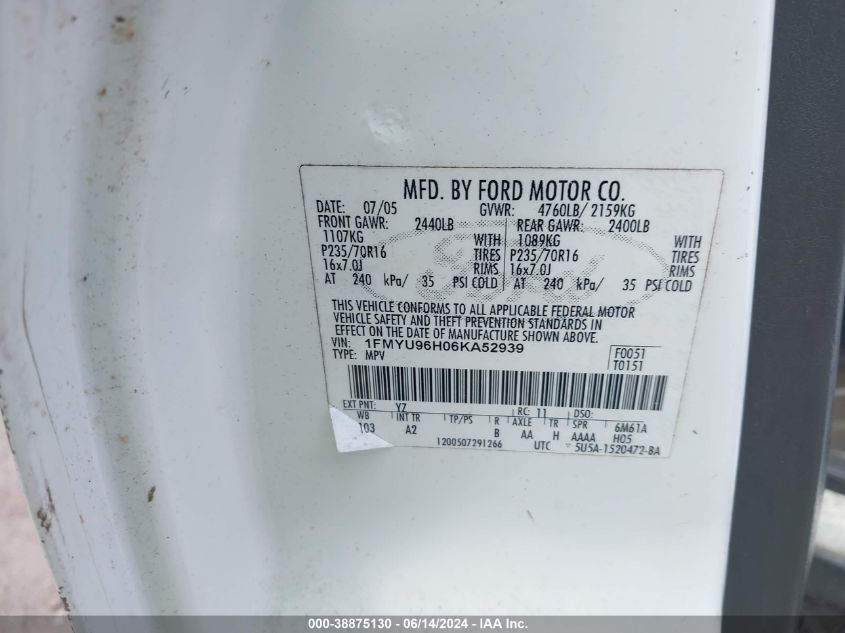 MFD. BY FORD MOTOR CO.
DATE: 07/05 GVWR: 4760LB/ 2159KG
FRONT GAWR: 2440LB REAR GAWR: 2400LB
1107KG WITH 1089KG WITH
P235/70R16 TIRES P235/70R16 TIRES
16x7.0J RIMS 16x7.0J RIMS
AT 240 kPa/ 35 PSI COLD AT 240 kPa/ 35 PSI COLD
THIS VEHICLE CONFORMS TO ALL APPLICABLE FEDERAL MOTOR
VEHICLE SAFETY AND THEFT PREVENTION STANDARDS IN
EFFECT ON THE DATE OF MANUFACTURE SHOWN ABOVE.
VIN: 1FMYU96H06KA52939 F0051
TYPE: MPV T0151
EXT PNT: YZ RC: 11 DSO:
WB INT TR TP/PS R AXLE TR SPR 6M61A
103 A2 B AA H AAAA H05
1200507291266 UTC 5U5A-1520472-BA
000-38875130 - 06/14/2024 - IAA Inc.